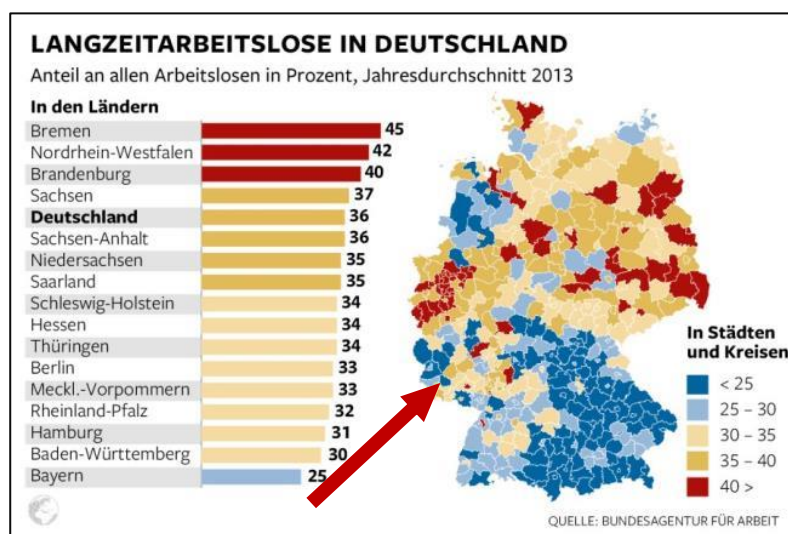 LANGZEITARBEITSLOSE IN DEUTSCHLAND
Anteil an allen Arbeitslosen in Prozent, Jahresdurchschnitt 2013
In den Ländern
Bremen 45
Nordrhein-Westfalen 42
Brandenburg 40
Sachsen 37
Deutschland 36
Sachsen-Anhalt 36
Niedersachsen 35
Saarland 35
Schleswig-Holstein 34
Hessen 34
Thüringen 34
Berlin 33
Meckl.-Vorpommern 33
Rheinland-Pfalz 32
Hamburg 31
Baden-Württemberg 30
Bayern 25
In Städten
und Kreisen
< 25
25 – 30
30 – 35
35 – 40
40 >
QUELLE: BUNDESAGENTUR FÜR ARBEIT